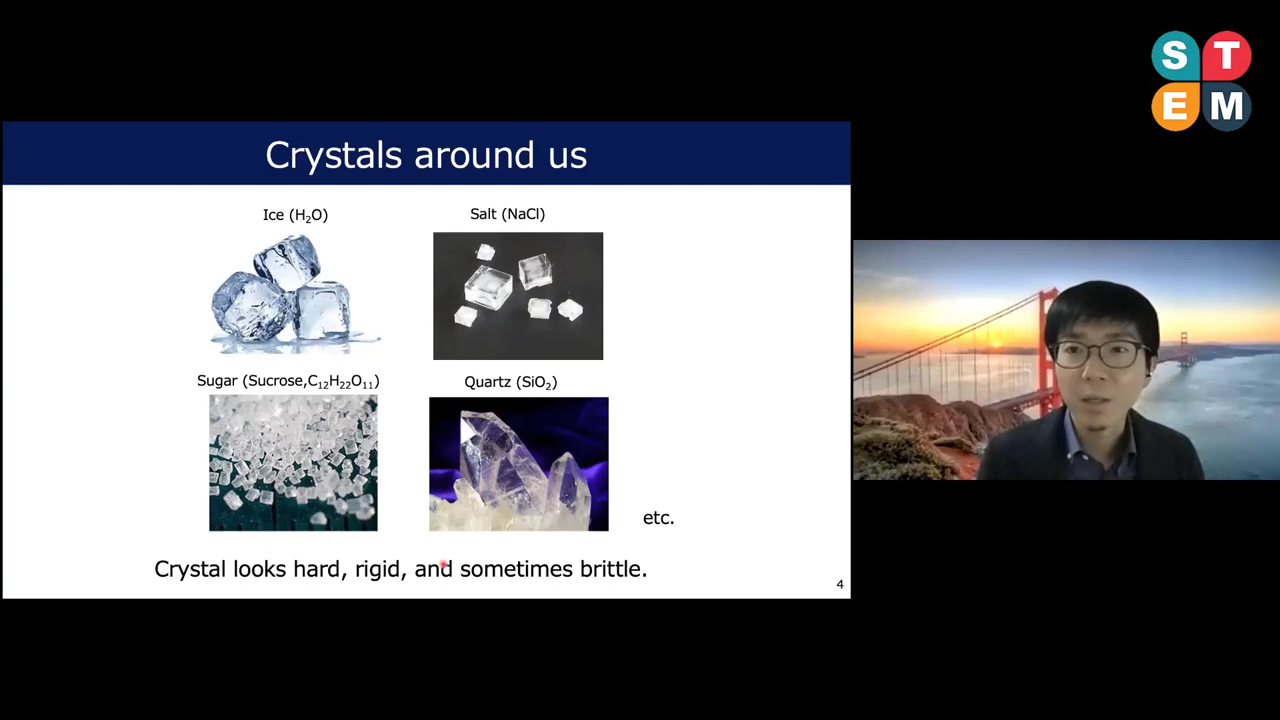 S T
E M
Crystals around us
Ice (H₂O)
Salt (NaCl)
Sugar (Sucrose,C₁₂H₂₂O₁₁)
Quartz (SiO₂)
etc.
Crystal looks hard, rigid, and sometimes brittle.
4